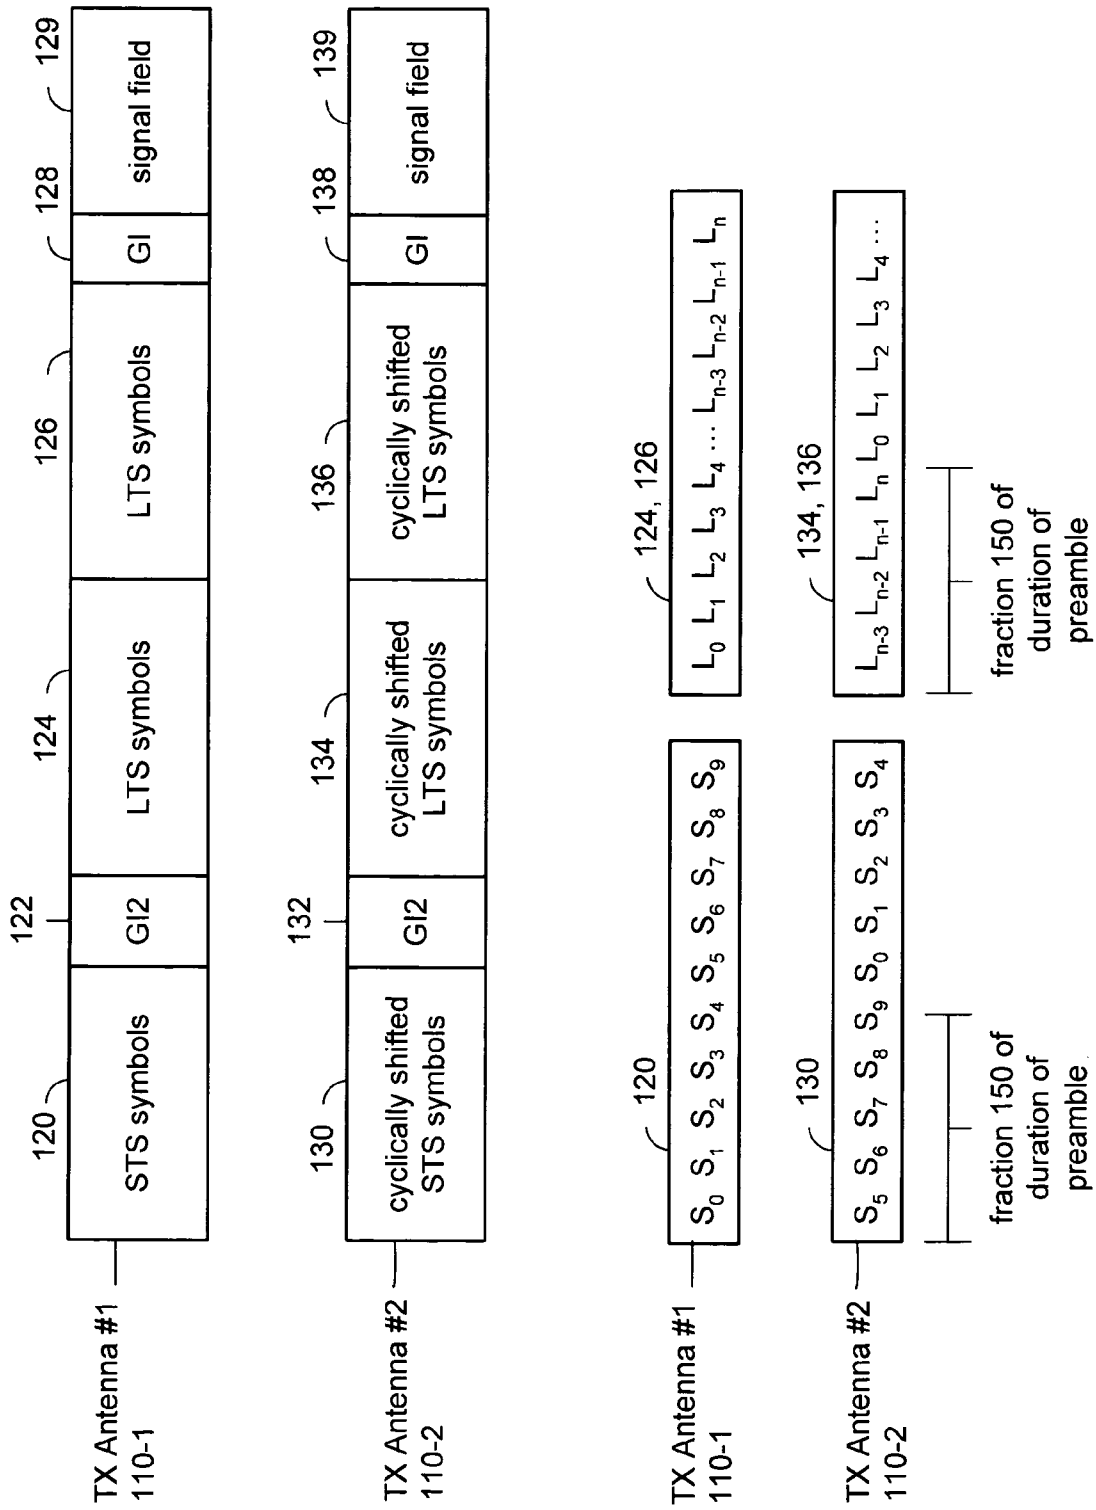 120 122 124 126 128 129
TX Antenna #1
110-1
STS symbols
GI2
LTS symbols
LTS symbols
GI
signal field
130 132 134 136 138 139
TX Antenna #2
110-2
cyclically shifted
STS symbols
GI2
cyclically shifted
LTS symbols
cyclically shifted
LTS symbols
GI
signal field
120
124, 126
TX Antenna #1
110-1
S0 S1 S2 S3 S4 S5 S6 S7 S8 S9
L0 L1 L2 L3 L4 ... Ln-3 Ln-2 Ln-1 Ln
130
134, 136
TX Antenna #2
110-2
S5 S6 S7 S8 S9 S0 S1 S2 S3 S4
Ln-3 Ln-2 Ln-1 Ln L0 L1 L2 L3 L4 ...
fraction 150 of
duration of
preamble
fraction 150 of
duration of
preamble